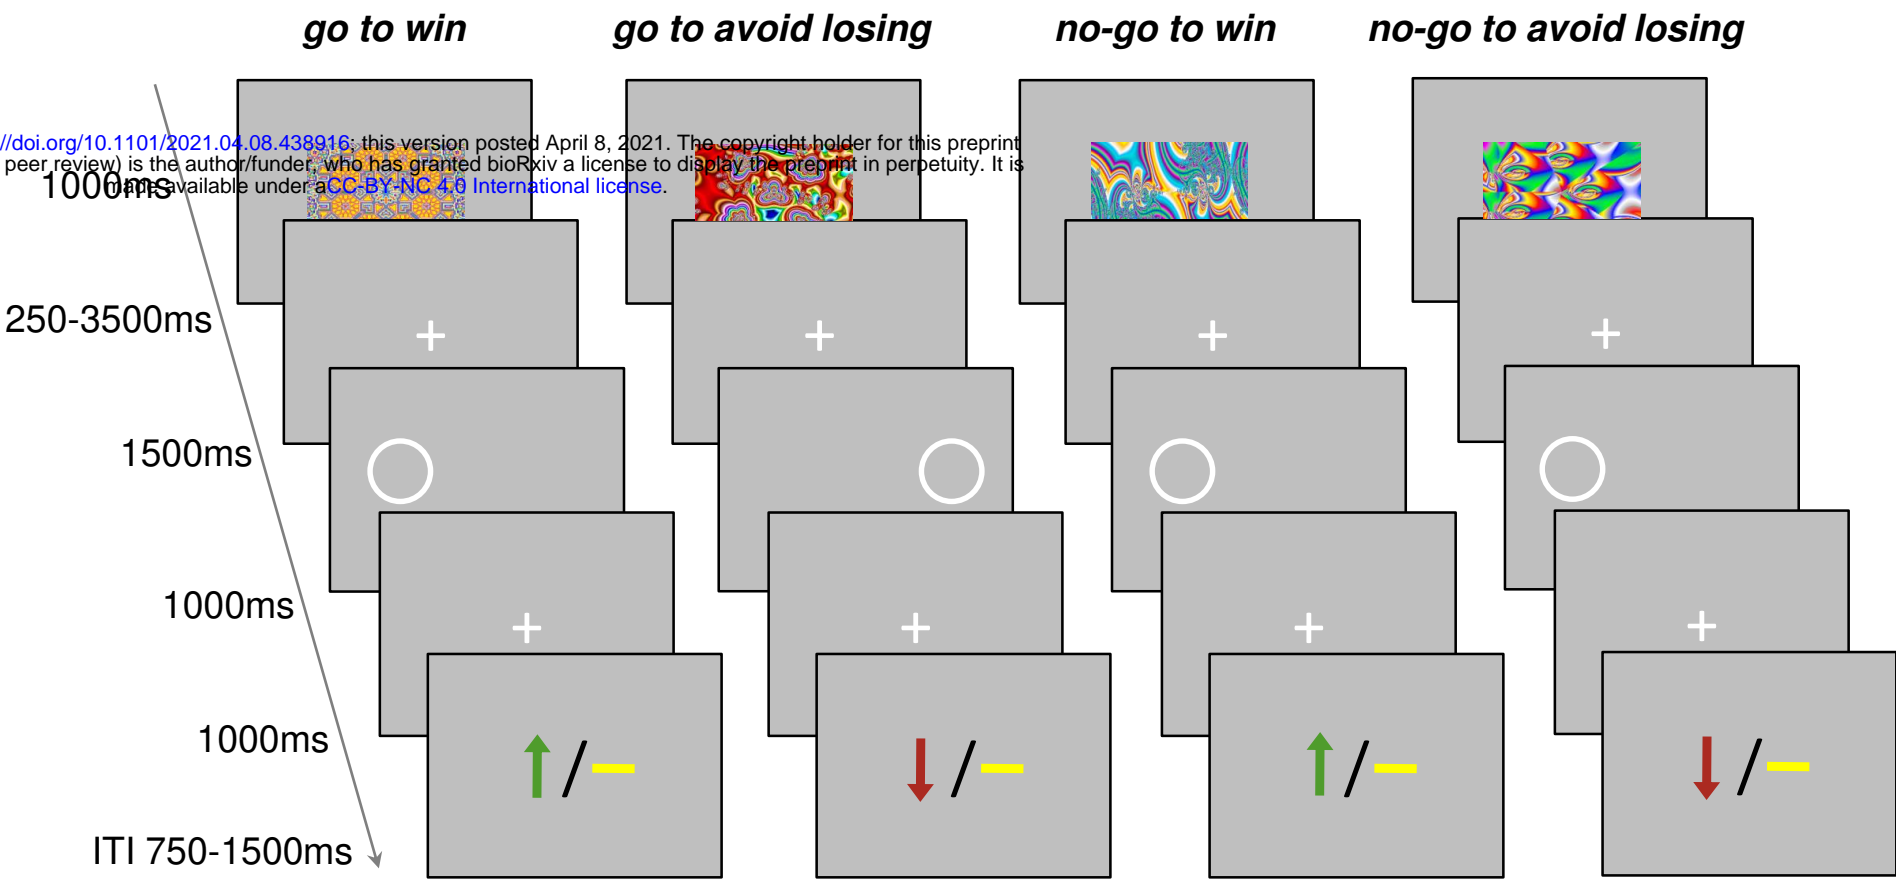 go to win go to avoid losing no-go to win no-go to avoid losing
//doi.org/10.1101/2021.04.08.438916; this version posted April 8, 2021. The copyright holder for this preprint
peer review) is the author/funder, who has granted bioRxiv a license to display the preprint in perpetuity. It is
made available under aCC-BY-NC 4.0 International license.
1000ms
250-3500ms
1500ms
1000ms
1000ms
ITI 750-1500ms